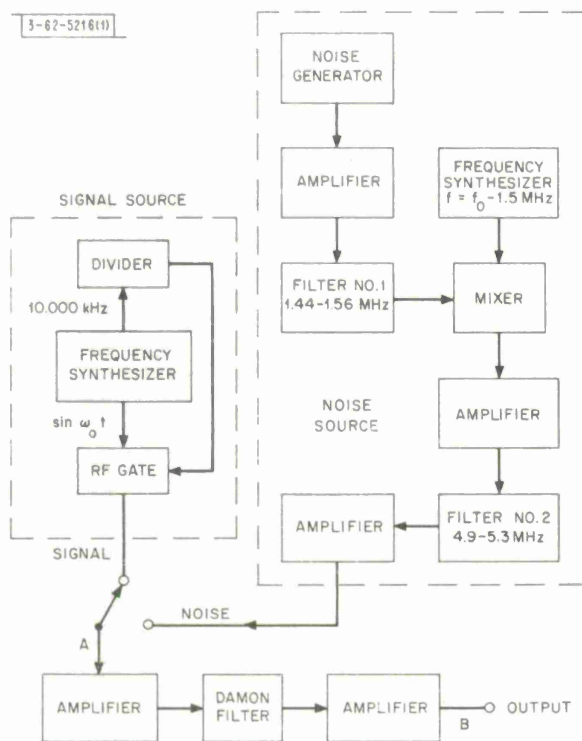 3-62-5216(1)
NOISE
GENERATOR
AMPLIFIER
FREQUENCY
SYNTHESIZER
f = f₀-1.5 MHz
SIGNAL SOURCE
DIVIDER
FILTER NO.1
1.44-1.56 MHz
MIXER
10.000 kHz
FREQUENCY
SYNTHESIZER
NOISE
SOURCE
AMPLIFIER
sin ω₀t
RF GATE
AMPLIFIER
FILTER NO.2
4.9-5.3 MHz
SIGNAL
NOISE
A
AMPLIFIER
DAMON
FILTER
AMPLIFIER
B
OUTPUT